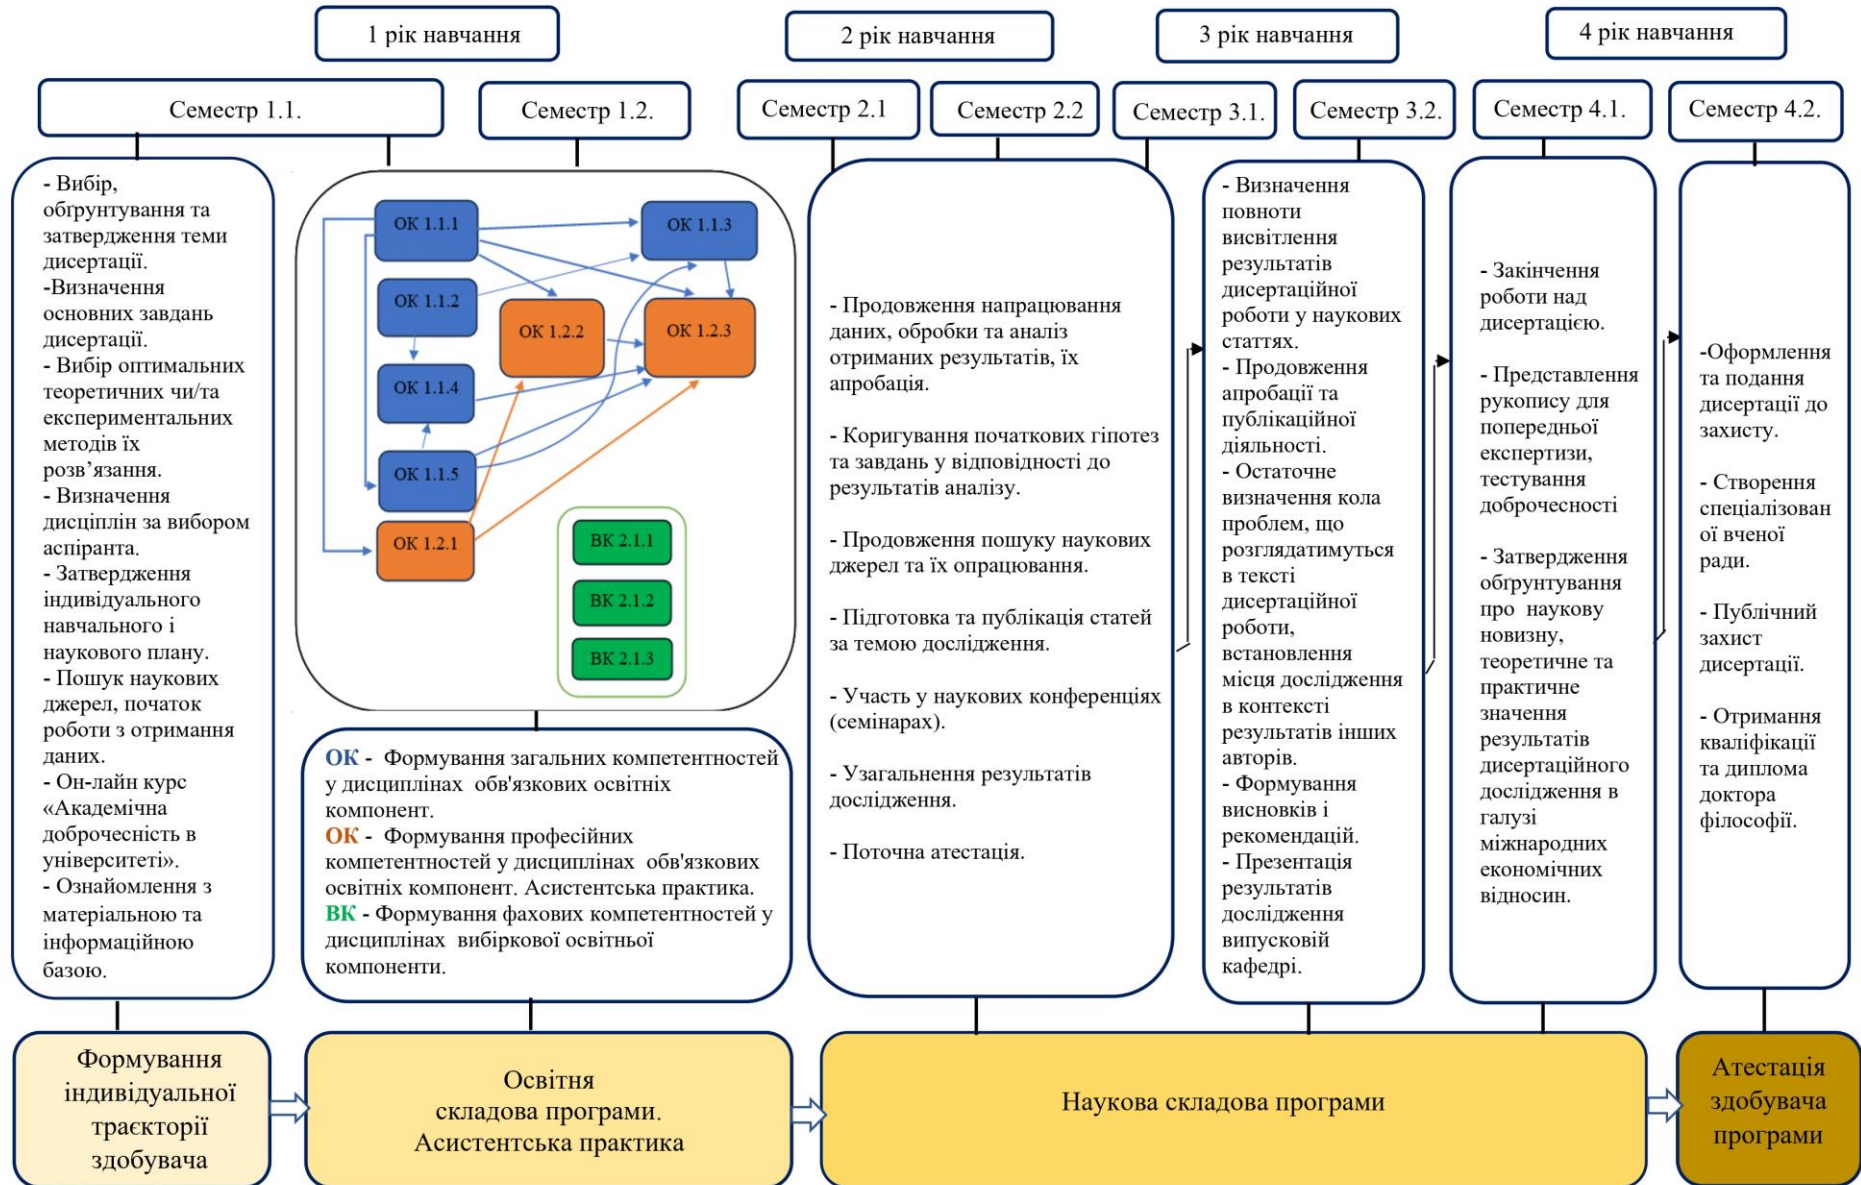 1 рік навчання
2 рік навчання
3 рік навчання
4 рік навчання
Семестр 1.1.
Семестр 1.2.
Семестр 2.1
Семестр 2.2
Семестр 3.1.
Семестр 3.2.
Семестр 4.1.
Семестр 4.2.
- Вибір,
обґрунтування та
затвердження теми
дисертації.
-Визначення
основних завдань
дисертації.
- Вибір оптимальних
теоретичних чи/та
експериментальних
методів їх
розв’язання.
- Визначення
дисціплін за вибором
аспіранта.
- Затвердження
індивідуального
навчального і
наукового плану.
- Пошук наукових
джерел, початок
роботи з отримання
даних.
- Он-лайн курс
«Академічна
доброчесність в
університеті».
- Ознайомлення з
матеріальною та
інформаційною
базою.
ОК 1.1.1
ОК 1.1.3
ОК 1.1.2
ОК 1.2.2
ОК 1.2.3
ОК 1.1.4
ОК 1.1.5
ОК 1.2.1
ВК 2.1.1
ВК 2.1.2
ВК 2.1.3
ОК - Формування загальних компетентностей
у дисциплінах обв'язкових освітніх
компонент.
ОК - Формування професійних
компетентностей у дисциплінах обв'язкових
освітніх компонент. Асистентська практика.
ВК - Формування фахових компетентностей у
дисциплінах вибіркової освітньої
компоненти.
- Продовження напрацювання
даних, обробки та аналіз
отриманих результатів, їх
апробація.
- Коригування початкових гіпотез
та завдань у відповідності до
результатів аналізу.
- Продовження пошуку наукових
джерел та їх опрацювання.
- Підготовка та публікація статей
за темою дослідження.
- Участь у наукових конференціях
(семінарах).
- Узагальнення результатів
дослідження.
- Поточна атестація.
- Визначення
повноти
висвітлення
результатів
дисертаційної
роботи у наукових
статтях.
- Продовження
апробації та
публікаційної
діяльності.
- Остаточне
визначення кола
проблем, що
розглядатимуться
в тексті
дисертаційної
роботи,
встановлення
місця дослідження
в контексті
результатів інших
авторів.
- Формування
висновків і
рекомендацій.
- Презентація
результатів
дослідження
випусковій
кафедрі.
- Закінчення
роботи над
дисертацією.
- Представлення
рукопису для
попередньої
експертизи,
тестування
доброчесності
- Затвердження
обґрунтування
про наукову
новизну,
теоретичне та
практичне
значення
результатів
дисертаційного
дослідження в
галузі
міжнародних
економічних
відносин.
-Оформлення
та подання
дисертації до
захисту.
- Створення
спеціалізован
ої вченої
ради.
- Публічний
захист
дисертації.
- Отримання
кваліфікації
та диплома
доктора
філософії.
Формування
індивідуальної
траєкторії
здобувача
Освітня
складова програми.
Асистентська практика
Наукова складова програми
Атестація
здобувача
програми